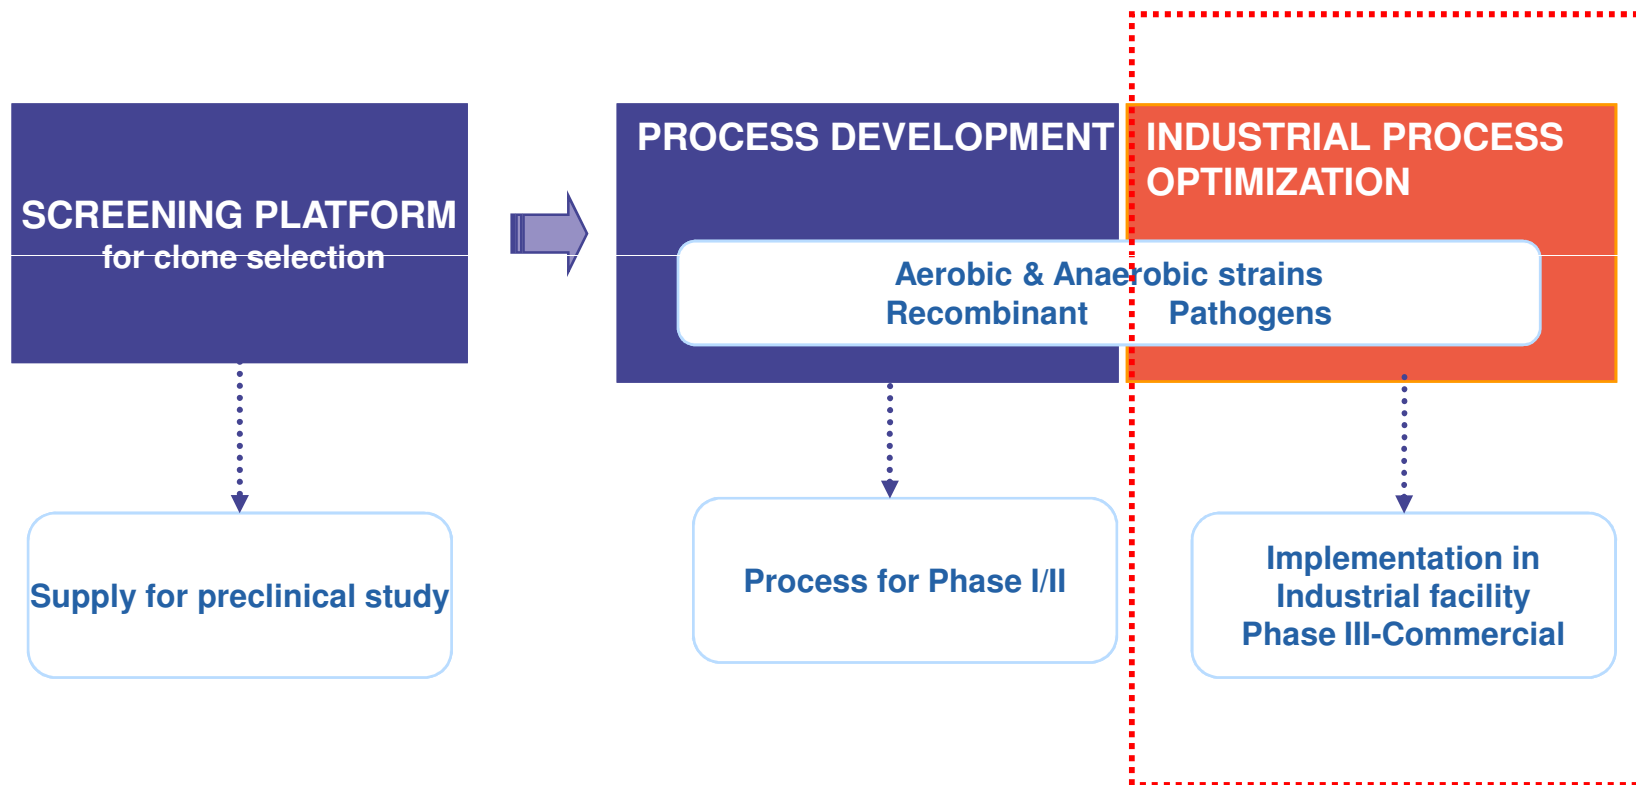 SCREENING PLATFORM
for clone selection
PROCESS DEVELOPMENT
INDUSTRIAL PROCESS
OPTIMIZATION
Aerobic & Anaerobic strains
Recombinant Pathogens
Supply for preclinical study
Process for Phase I/II
Implementation in
Industrial facility
Phase III-Commercial